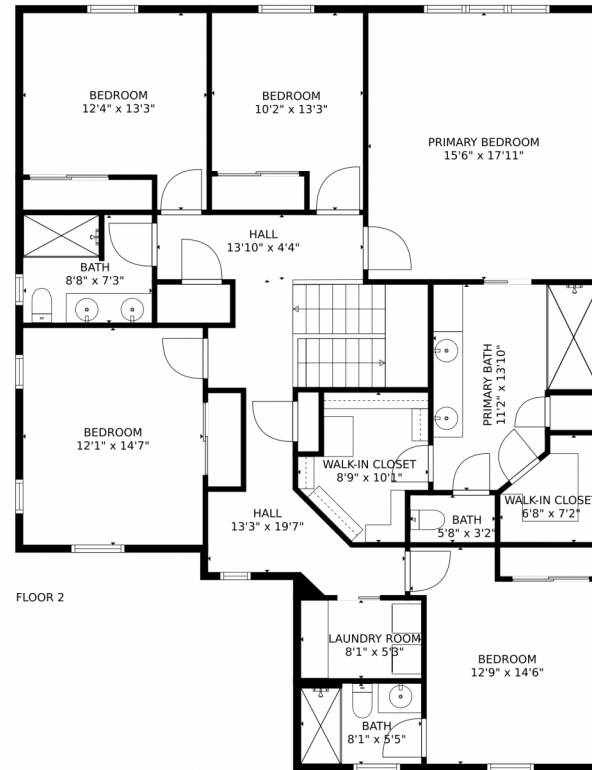 BEDROOM
12'4" x 13'3"
BEDROOM
10'2" x 13'3"
PRIMARY BEDROOM
15'6" x 17'11"
HALL
13'10" x 4'4"
BATH
8'8" x 7'3"
PRIMARY BATH
11'2" x 13'10"
BEDROOM
12'1" x 14'7"
WALK-IN CLOSET
8'9" x 10'1"
WALK-IN CLOSET
6'8" x 7'2"
HALL
13'3" x 19'7"
BATH
5'8" x 3'2"
FLOOR 2
LAUNDRY ROOM
8'1" x 5'3"
BEDROOM
12'9" x 14'6"
BATH
8'1" x 5'5"